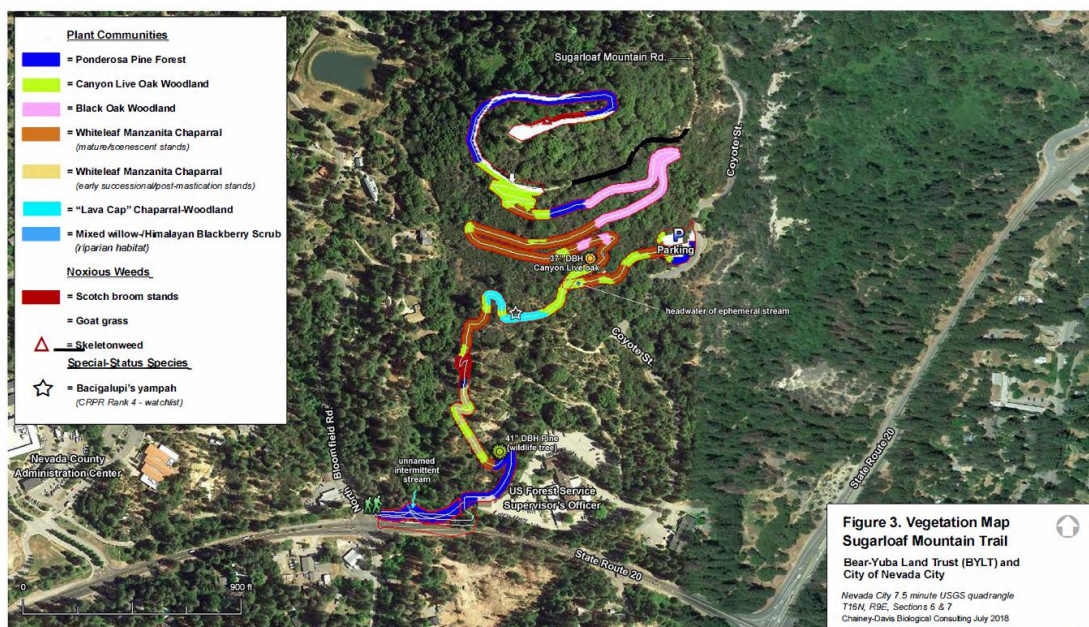 Plant Communities
= Ponderosa Pine Forest
= Canyon Live Oak Woodland
= Black Oak Woodland
= Whiteleaf Manzanita Chaparral
(mature/scenescent stands)
= Whiteleaf Manzanita Chaparral
(early successional/post-mastication stands)
= “Lava Cap” Chaparral-Woodland
= Mixed willow-/Himalayan Blackberry Scrub
(riparian habitat)
Noxious Weeds
= Scotch broom stands
= Goat grass
= Skeletonweed
Special-Status Species
= Bacigalupi's yampah
(CRPR Rank 4 - watchlist)
Sugarloaf Mountain Rd.
Coyote St.
P
Parking
37" DBH
Canyon Live oak
headwater of ephemeral stream
Coyote St.
41" DBH Pine
(wildlife tree)
North Bloomfield Rd.
unnamed
intermittent
stream
Nevada County
Administration Center
US Forest Service
Supervisor's Officer
State Route 20
State Route 20
0
900 ft
Figure 3. Vegetation Map
Sugarloaf Mountain Trail
Bear-Yuba Land Trust (BYLT) and
City of Nevada City
Nevada City 7.5 minute USGS quadrangle
T16N, R9E, Sections 6 & 7
Chainey-Davis Biological Consulting July 2018